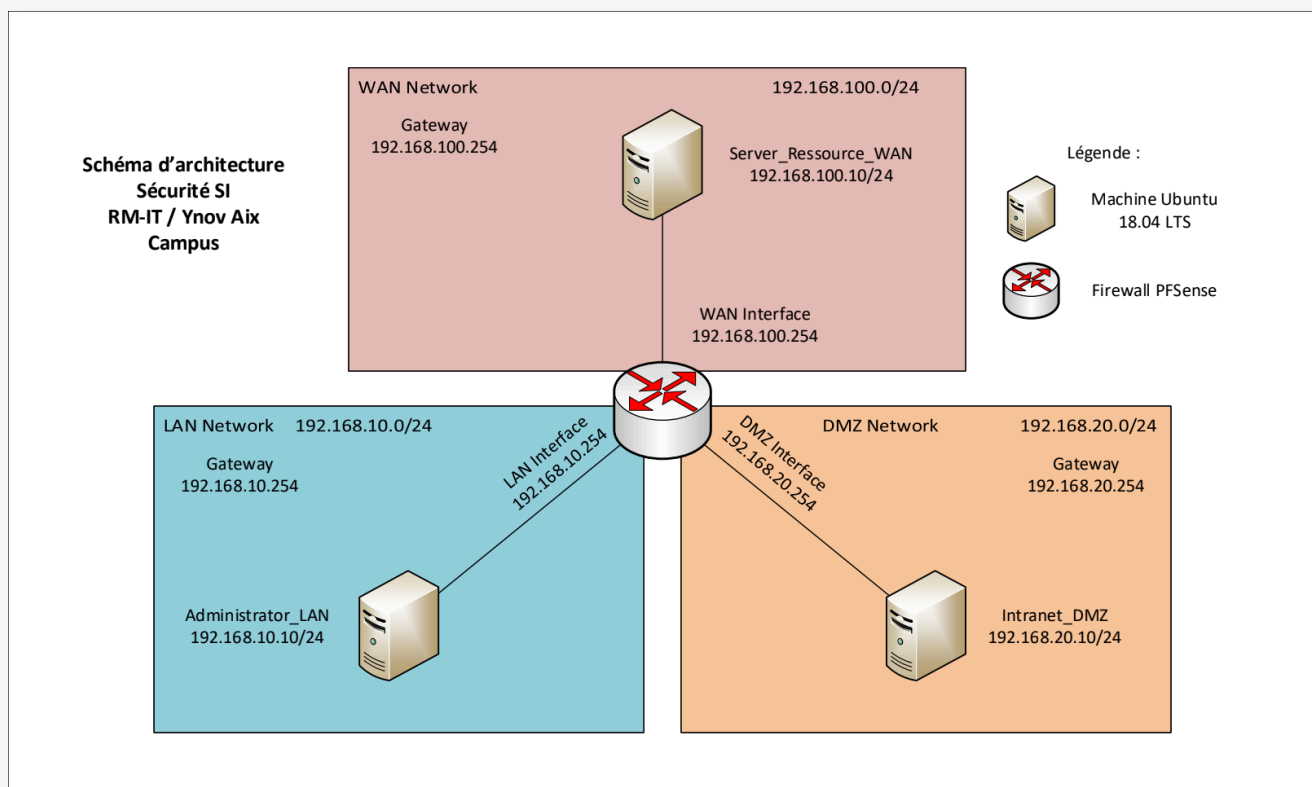 WAN Network
192.168.100.0/24
Gateway
192.168.100.254
Server_Ressource_WAN
192.168.100.10/24
Schéma d’architecture
Sécurité SI
RM-IT / Ynov Aix
Campus
Légende :
Machine Ubuntu
18.04 LTS
Firewall PFSense
WAN Interface
192.168.100.254
LAN Network
192.168.10.0/24
Gateway
192.168.10.254
LAN Interface
192.168.10.254
Administrator_LAN
192.168.10.10/24
DMZ Interface
192.168.20.254
DMZ Network
192.168.20.0/24
Gateway
192.168.20.254
Intranet_DMZ
192.168.20.10/24